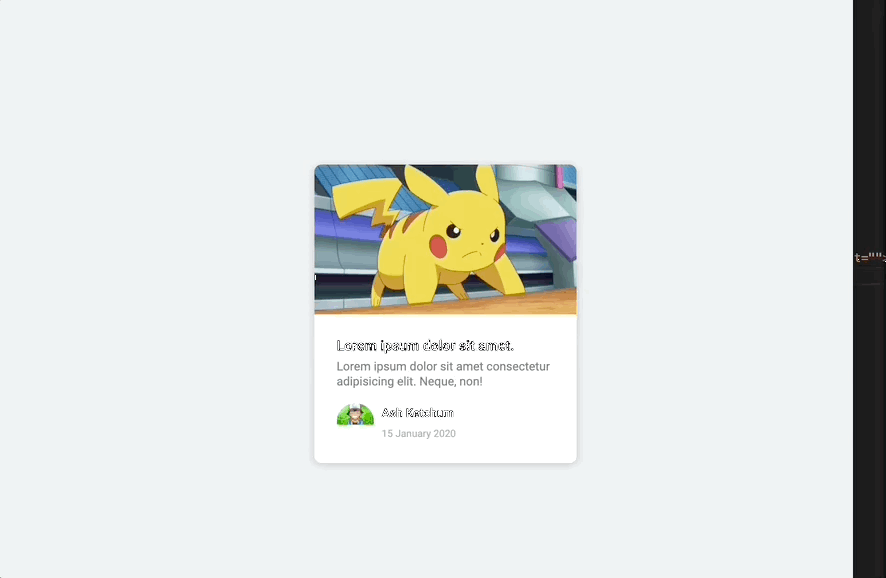 Lorem ipsum dolor sit amet.
Lorem ipsum dolor sit amet consectetur
adipisicing elit. Neque, non!
Ash Ketchum
15 January 2020
t="">